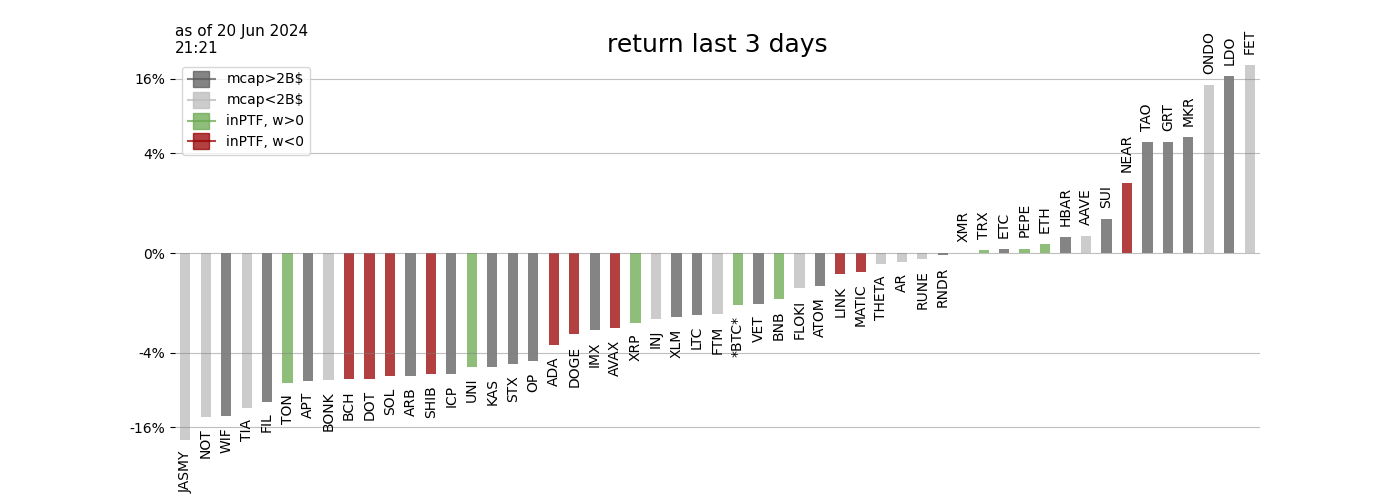 as of 20 Jun 2024
21:21
return last 3 days
mcap>2B$
mcap<2B$
inPTF, w>0
inPTF, w<0
16%
4%
0%
-4%
-16%
JASMY
NOT
WIF
TIA
FIL
TON
APT
BONK
BCH
DOT
SOL
ARB
SHIB
ICP
UNI
KAS
STX
OP
ADA
DOGE
IMX
AVAX
XRP
INJ
XLM
LTC
FTM
*BTC*
VET
BNB
FLOKI
ATOM
LINK
MATIC
THETA
AR
RUNE
RNDR
XMR
TRX
ETC
PEPE
ETH
HBAR
AAVE
SUI
NEAR
TAO
GRT
MKR
ONDO
LDO
FET